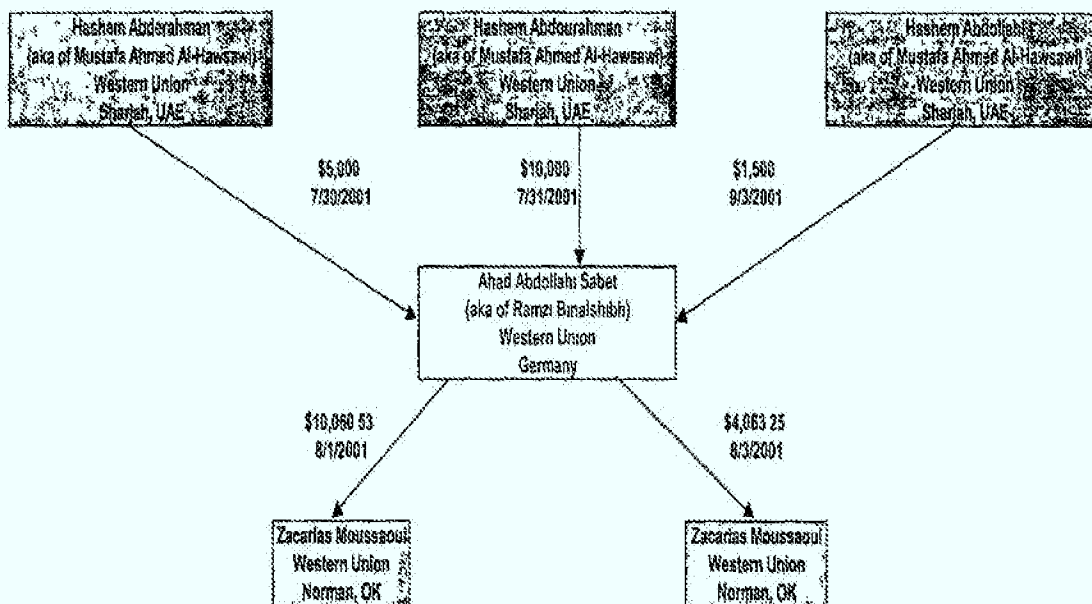 Hashem Abderahman
(aka of Mustafa Ahmed Al-Hawsawi)
Western Union
Sharjah, UAE
Hashem Abdourahman
(aka of Mustafa Ahmed Al-Hawsawi)
Western Union
Sharjah, UAE
Hashem Abdollahi
(aka of Mustafa Ahmed Al-Hawsawi)
Western Union
Sharjah, UAE
$5,000
7/30/2001
$10,000
7/31/2001
$1,500
9/3/2001
Ahad Abdollahi Sabet
(aka of Ramzi Binalshibh)
Western Union
Germany
$10,060 53
8/1/2001
$4,063 25
8/3/2001
Zacarias Moussaoui
Western Union
Norman, OK
Zacarias Moussaoui
Western Union
Norman, OK